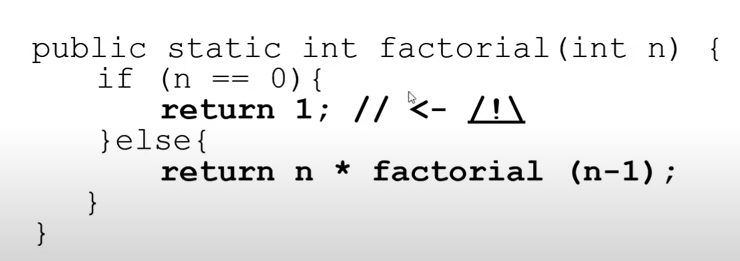 public static int factorial(int n) {
if (n == 0){
return 1; // <- /!\
}else{
return n * factorial (n-1);
}
}